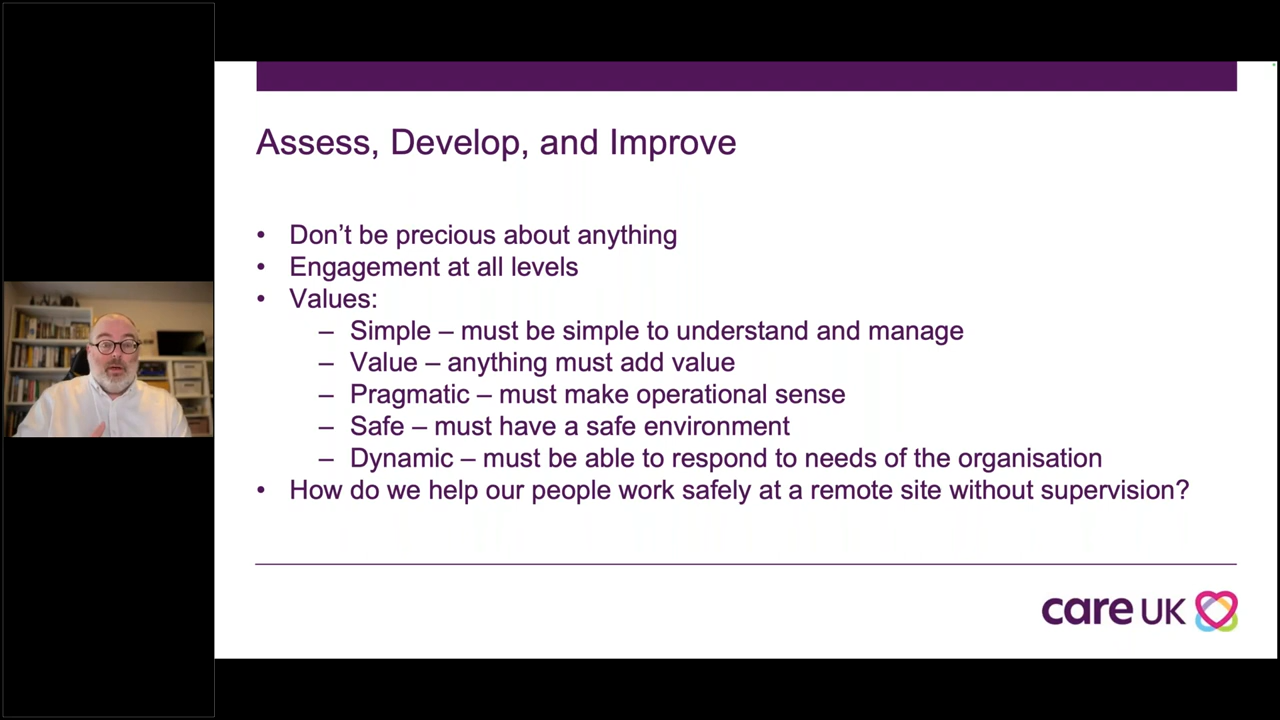 Assess, Develop, and Improve
• Don’t be precious about anything
• Engagement at all levels
• Values:
– Simple – must be simple to understand and manage
– Value – anything must add value
– Pragmatic – must make operational sense
– Safe – must have a safe environment
– Dynamic – must be able to respond to needs of the organisation
• How do we help our people work safely at a remote site without supervision?
care UK